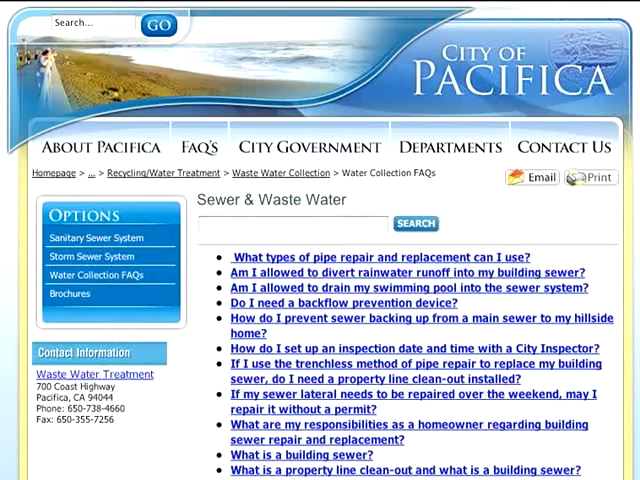 Search...
GO
CITY OF
PACIFICA
ABOUT PACIFICA
FAQ'S
CITY GOVERNMENT
DEPARTMENTS
CONTACT US
Homepage > ... > Recycling/Water Treatment > Waste Water Collection > Water Collection FAQs
Email
Print
OPTIONS
Sanitary Sewer System
Storm Sewer System
Water Collection FAQs
Brochures
Contact Information
Waste Water Treatment
700 Coast Highway
Pacifica, CA 94044
Phone: 650-738-4660
Fax: 650-355-7256
Sewer & Waste Water
SEARCH
• What types of pipe repair and replacement can I use?
• Am I allowed to divert rainwater runoff into my building sewer?
• Am I allowed to drain my swimming pool into the sewer system?
• Do I need a backflow prevention device?
• How do I prevent sewer backing up from a main sewer to my hillside
home?
• How do I set up an inspection date and time with a City Inspector?
• If I use the trenchless method of pipe repair to replace my building
sewer, do I need a property line clean-out installed?
• If my sewer lateral needs to be repaired over the weekend, may I
repair it without a permit?
• What are my responsibilities as a homeowner regarding building
sewer repair and replacement?
• What is a building sewer?
• What is a property line clean-out and what is a building sewer?